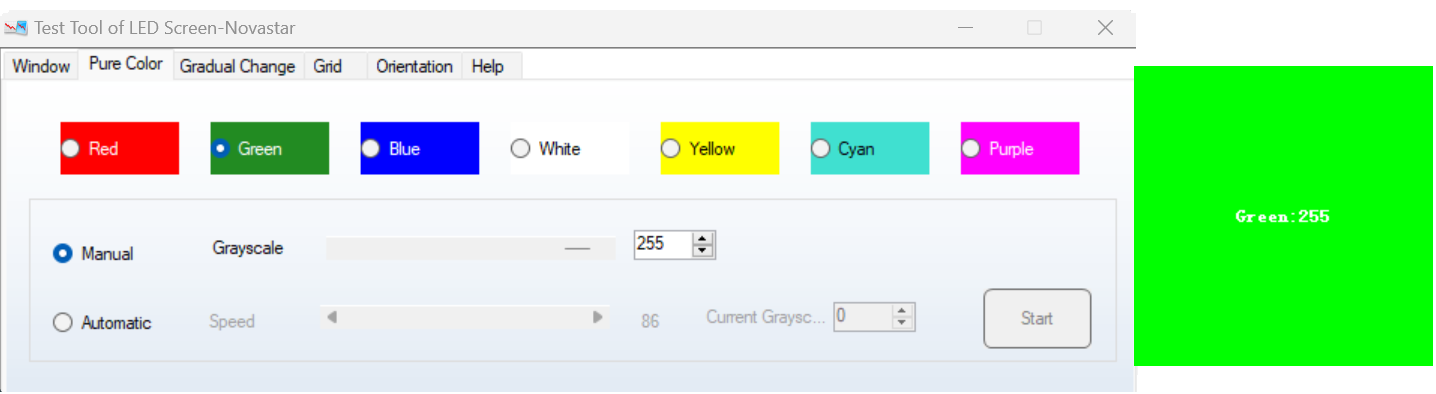 Test Tool of LED Screen-Novastar
Window Pure Color Gradual Change Grid Orientation Help
Red Green Blue White Yellow Cyan Purple
Green:255
Manual Grayscale 255
Automatic Speed 86 Current Graysc... 0 Start